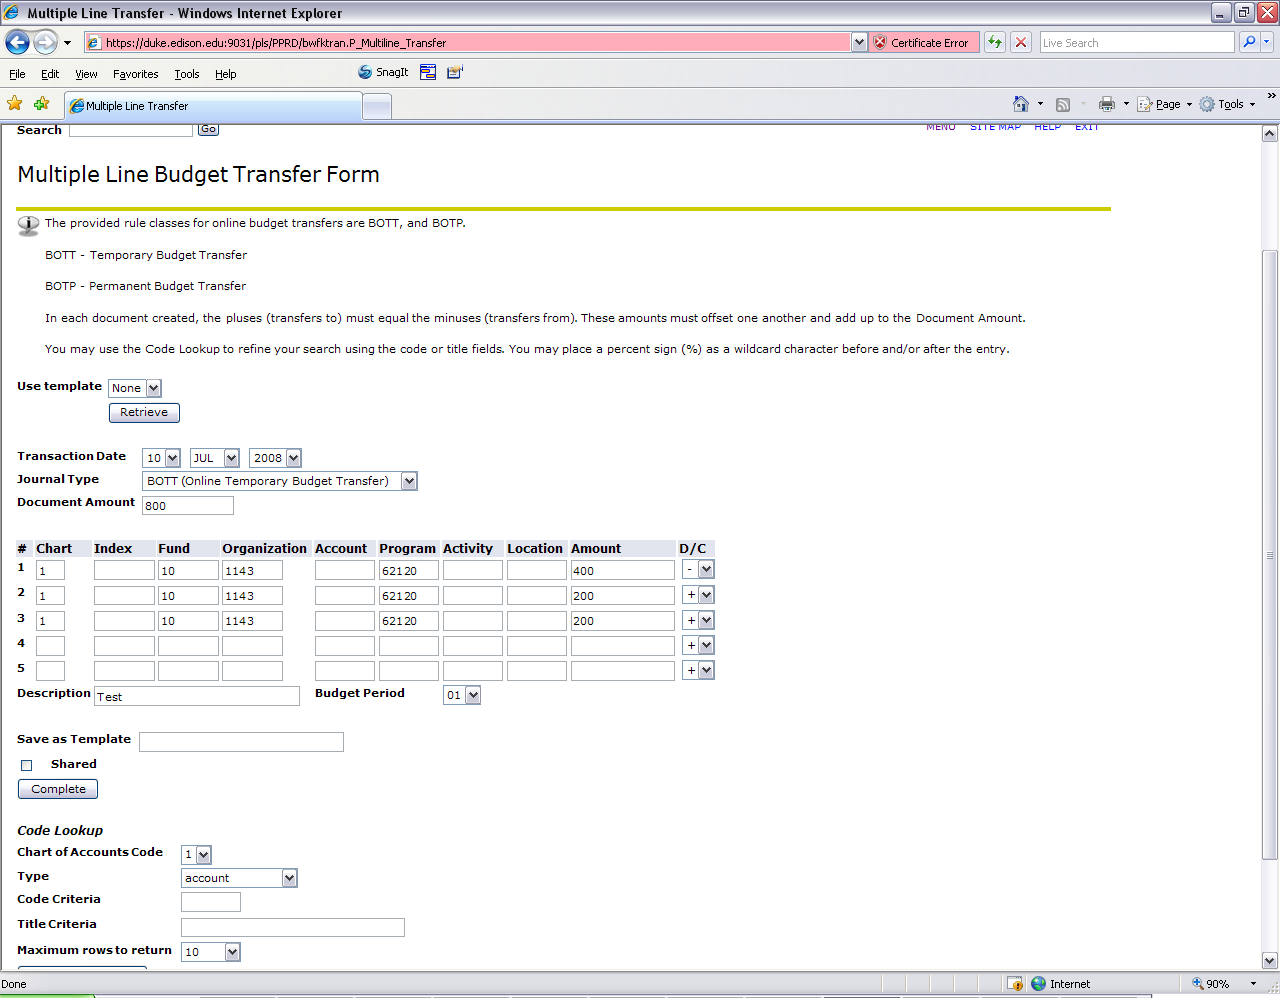 Multiple Line Transfer - Windows Internet Explorer
https://duke.edison.edu:9031/pls/PPRD/bwfktran.P_Multiline_Transfer Certificate Error Live Search
File Edit View Favorites Tools Help SnagIt
Multiple Line Transfer Page Tools »
Search Go MENU SITE MAP HELP EXIT
Multiple Line Budget Transfer Form
The provided rule classes for online budget transfers are BOTT, and BOTP.
BOTT - Temporary Budget Transfer
BOTP - Permanent Budget Transfer
In each document created, the pluses (transfers to) must equal the minuses (transfers from). These amounts must offset one another and add up to the Document Amount.
You may use the Code Lookup to refine your search using the code or title fields. You may place a percent sign (%) as a wildcard character before and/or after the entry.
Use template None
Retrieve
Transaction Date 10 JUL 2008
Journal Type BOTT (Online Temporary Budget Transfer)
Document Amount 800
# Chart Index Fund Organization Account Program Activity Location Amount D/C
1 1 10 1143 62120 400 -
2 1 10 1143 62120 200 +
3 1 10 1143 62120 200 +
4 +
5 +
Description Test Budget Period 01
Save as Template
Shared
Complete
Code Lookup
Chart of Accounts Code 1
Type account
Code Criteria
Title Criteria
Maximum rows to return 10
Done Internet 90%